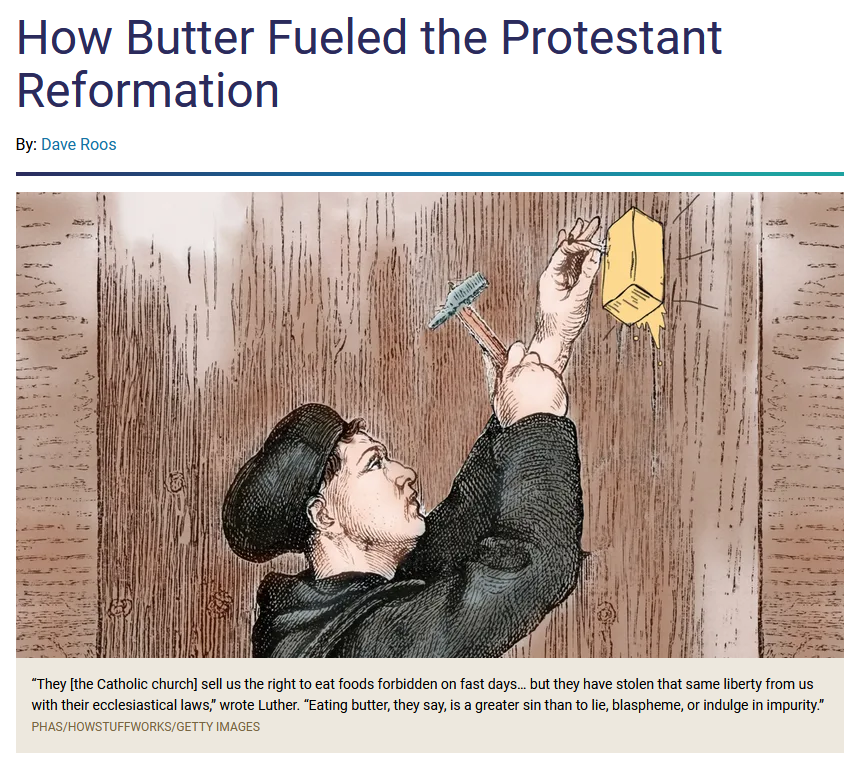 How Butter Fueled the Protestant
Reformation
By: Dave Roos
“They [the Catholic church] sell us the right to eat foods forbidden on fast days… but they have stolen that same liberty from us
with their ecclesiastical laws,” wrote Luther. “Eating butter, they say, is a greater sin than to lie, blaspheme, or indulge in impurity.”
PHAS/HOWSTUFFWORKS/GETTY IMAGES